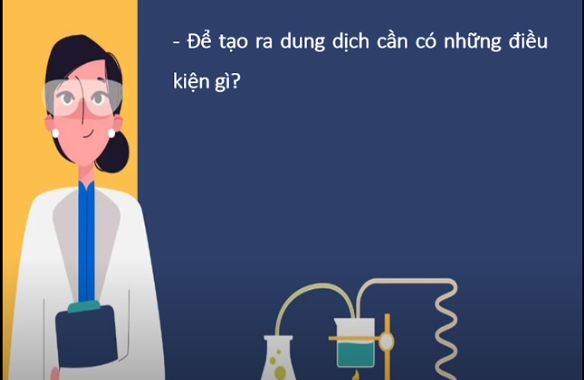 - Để tạo ra dung dịch cần có những điều
kiện gì?